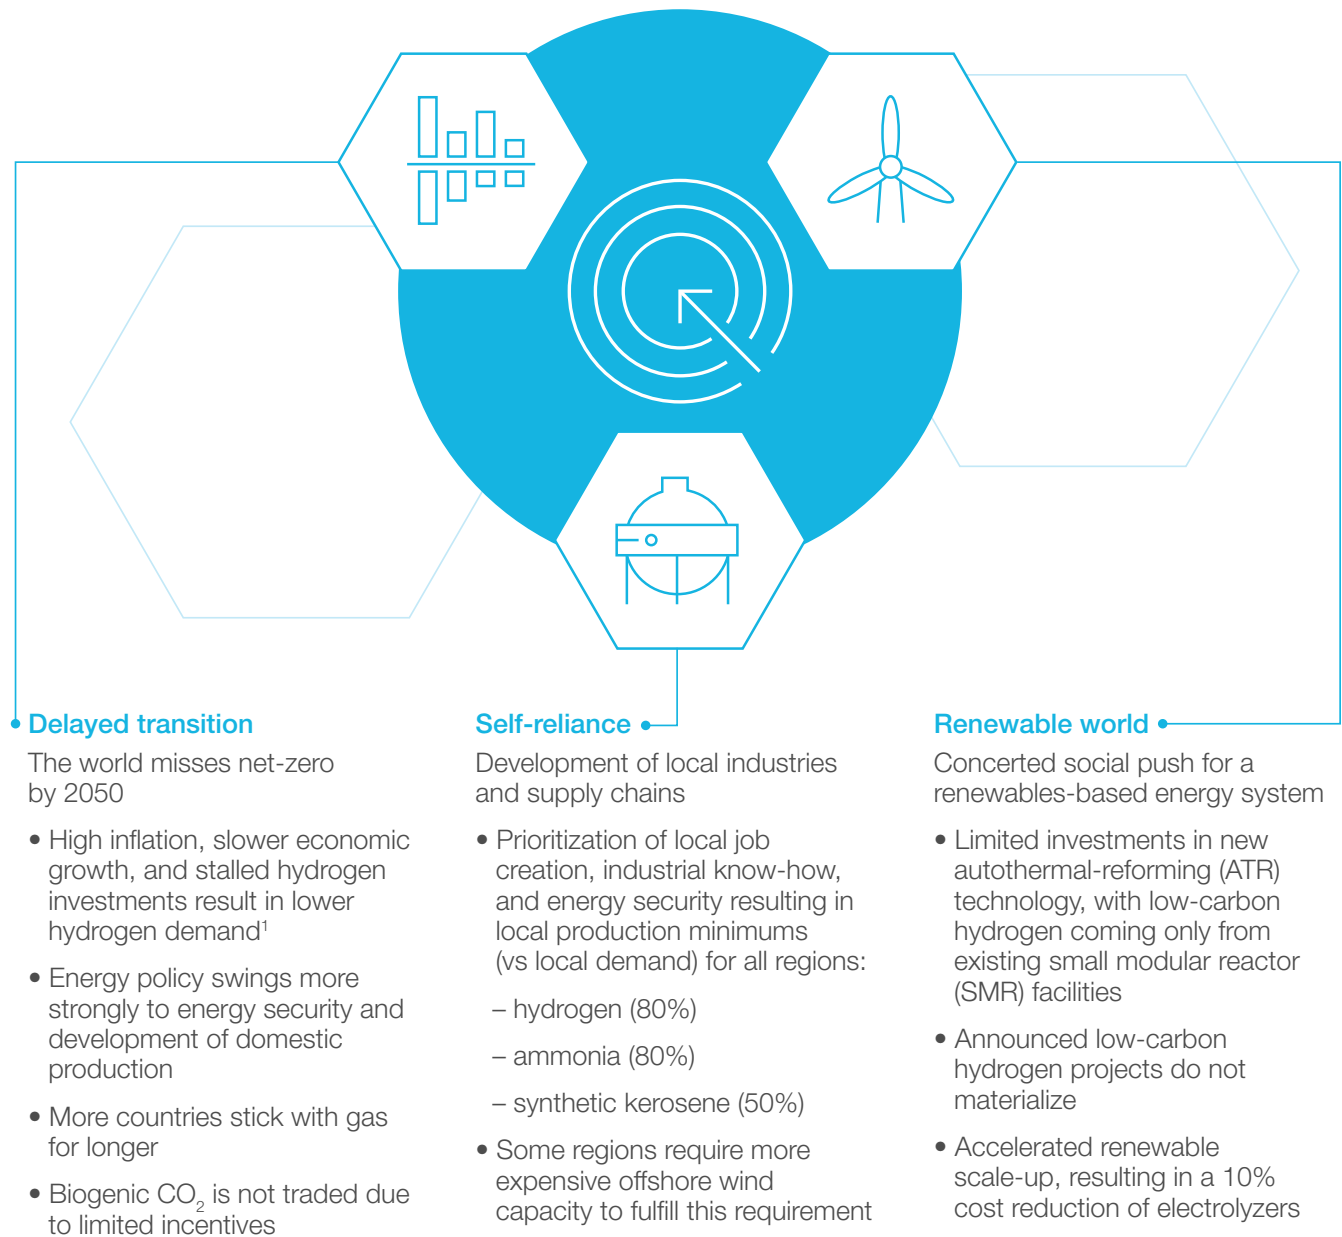 Delayed transition
The world misses net-zero
by 2050
• High inflation, slower economic
growth, and stalled hydrogen
investments result in lower
hydrogen demand¹
• Energy policy swings more
strongly to energy security and
development of domestic
production
• More countries stick with gas
for longer
• Biogenic CO₂ is not traded due
to limited incentives
Self-reliance
Development of local industries
and supply chains
• Prioritization of local job
creation, industrial know-how,
and energy security resulting in
local production minimums
(vs local demand) for all regions:
– hydrogen (80%)
– ammonia (80%)
– synthetic kerosene (50%)
• Some regions require more
expensive offshore wind
capacity to fulfill this requirement
Renewable world
Concerted social push for a
renewables-based energy system
• Limited investments in new
autothermal-reforming (ATR)
technology, with low-carbon
hydrogen coming only from
existing small modular reactor
(SMR) facilities
• Announced low-carbon
hydrogen projects do not
materialize
• Accelerated renewable
scale-up, resulting in a 10%
cost reduction of electrolyzers